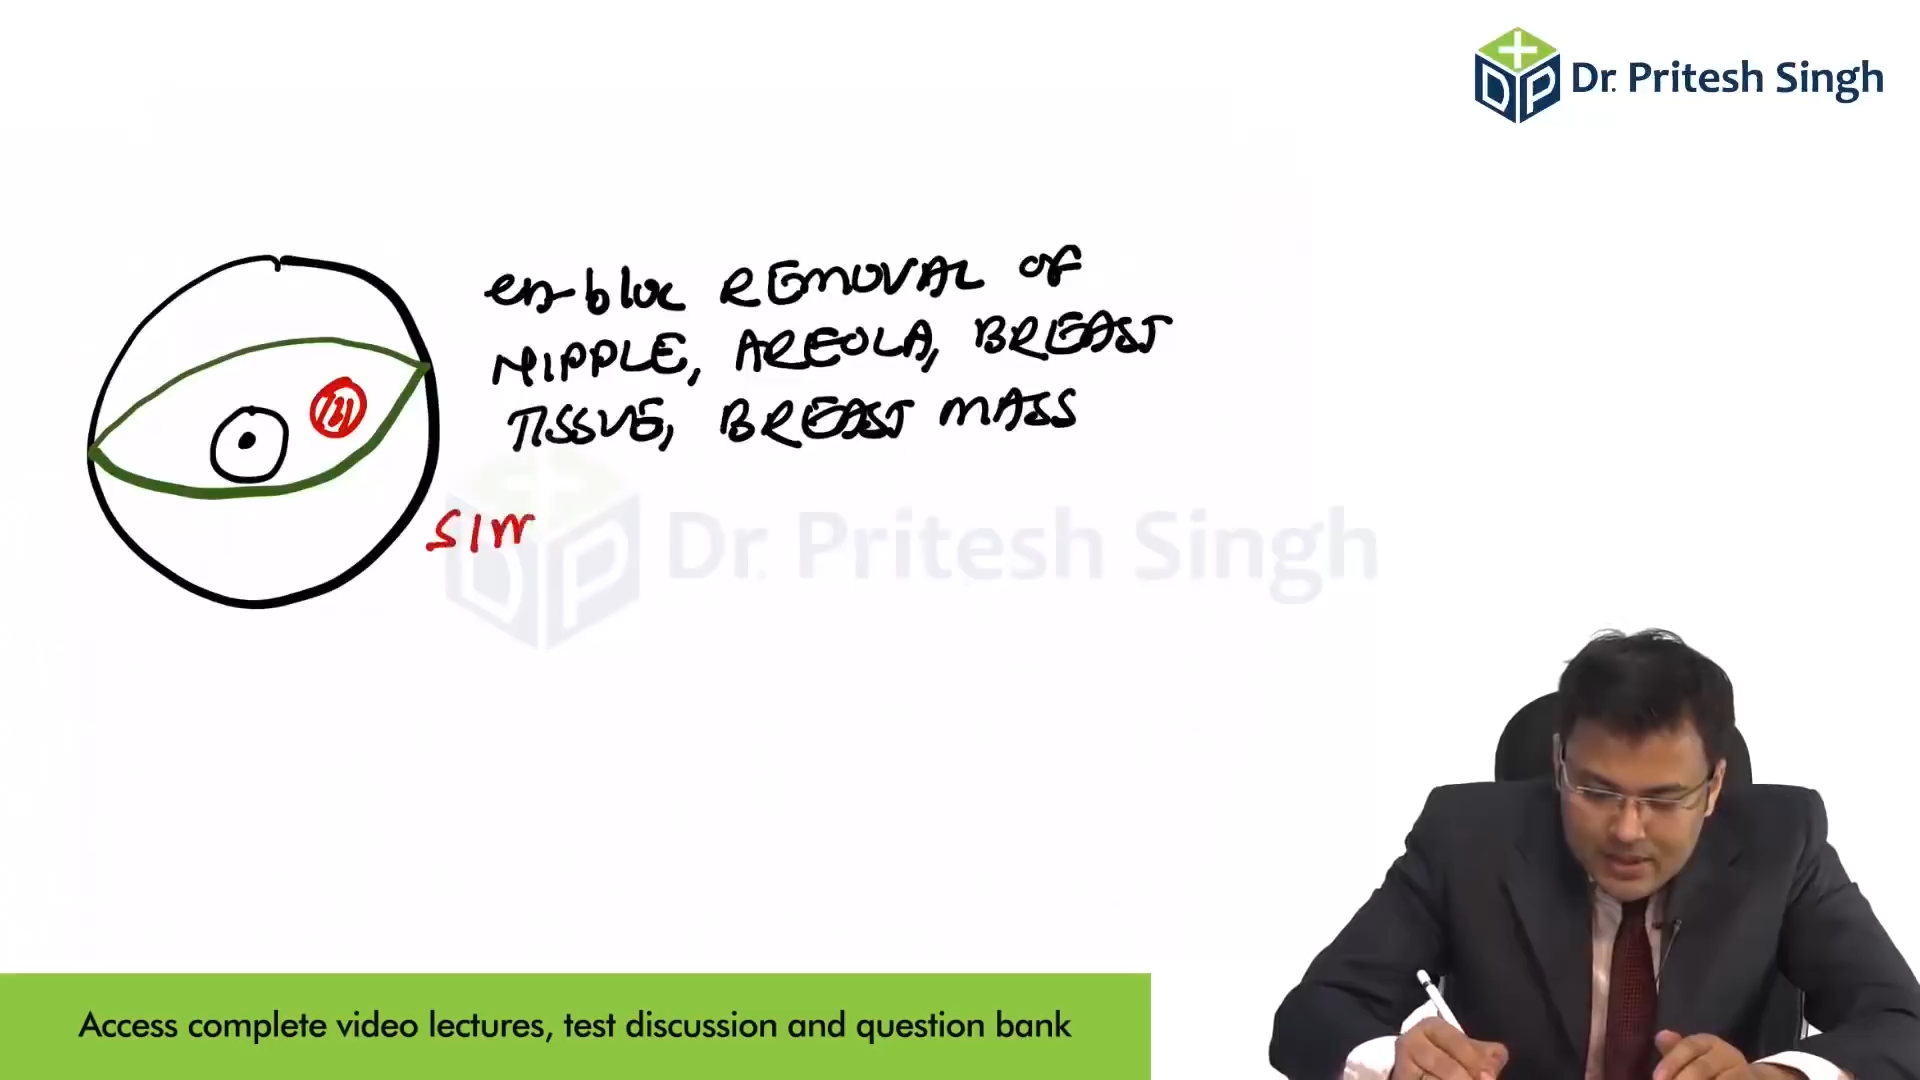 Dr. Pritesh Singh
en-bloc REMOVAL OF
NIPPLE, AREOLA, BREAST
TISSUE, BREAST MASS
SIM
Dr. Pritesh Singh
Access complete video lectures, test discussion and question bank